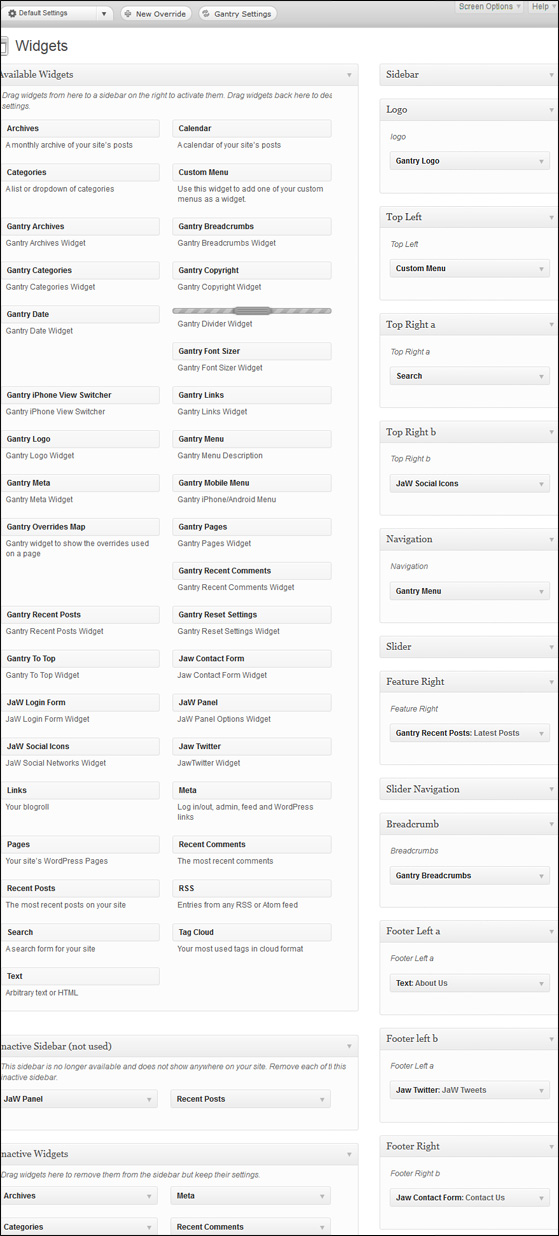 Default Settings
New Override
Gantry Settings
Screen Options
Help
Widgets
Available Widgets
Drag widgets from here to a sidebar on the right to activate them. Drag widgets back here to dea
settings.
Archives
A monthly archive of your site's posts
Calendar
A calendar of your site's posts
Categories
A list or dropdown of categories
Custom Menu
Use this widget to add one of your custom
menus as a widget.
Gantry Archives
Gantry Archives Widget
Gantry Breadcrumbs
Gantry Breadcrumbs Widget
Gantry Categories
Gantry Categories Widget
Gantry Copyright
Gantry Copyright Widget
Gantry Date
Gantry Date Widget
Gantry Divider Widget
Gantry Font Sizer
Gantry Font Sizer Widget
Gantry iPhone View Switcher
Gantry iPhone View Switcher
Gantry Links
Gantry Links Widget
Gantry Logo
Gantry Logo Widget
Gantry Menu
Gantry Menu Description
Gantry Meta
Gantry Meta Widget
Gantry Mobile Menu
Gantry iPhone/Android Menu
Gantry Overrides Map
Gantry widget to show the overrides used
on a page
Gantry Pages
Gantry Pages Widget
Gantry Recent Comments
Gantry Recent Comments Widget
Gantry Recent Posts
Gantry Recent Posts Widget
Gantry Reset Settings
Gantry Reset Settings Widget
Gantry To Top
Gantry To Top Widget
Jaw Contact Form
Jaw Contact Form Widget
JaW Login Form
JaW Login Form Widget
JaW Panel
JaW Panel Options Widget
JaW Social Icons
JaW Social Networks Widget
Jaw Twitter
JawTwitter Widget
Links
Your blogroll
Meta
Log in/out, admin, feed and WordPress
links
Pages
Your site's WordPress Pages
Recent Comments
The most recent comments
Recent Posts
The most recent posts on your site
RSS
Entries from any RSS or Atom feed
Search
A search form for your site
Tag Cloud
Your most used tags in cloud format
Text
Arbitrary text or HTML
nactive Sidebar (not used)
This sidebar is no longer available and does not show anywhere on your site. Remove each of tl this
inactive sidebar.
JaW Panel
Recent Posts
nactive Widgets
Drag widgets here to remove them from the sidebar but keep their settings.
Archives
Meta
Categories
Recent Comments
Sidebar
Logo
logo
Gantry Logo
Top Left
Top Left
Custom Menu
Top Right a
Top Right a
Search
Top Right b
Top Right b
JaW Social Icons
Navigation
Navigation
Gantry Menu
Slider
Feature Right
Feature Right
Gantry Recent Posts: Latest Posts
Slider Navigation
Breadcrumb
Breadcrumbs
Gantry Breadcrumbs
Footer Left a
Footer Left a
Text: About Us
Footer left b
Footer Left a
Jaw Twitter: JaW Tweets
Footer Right
Footer Right b
Jaw Contact Form: Contact Us